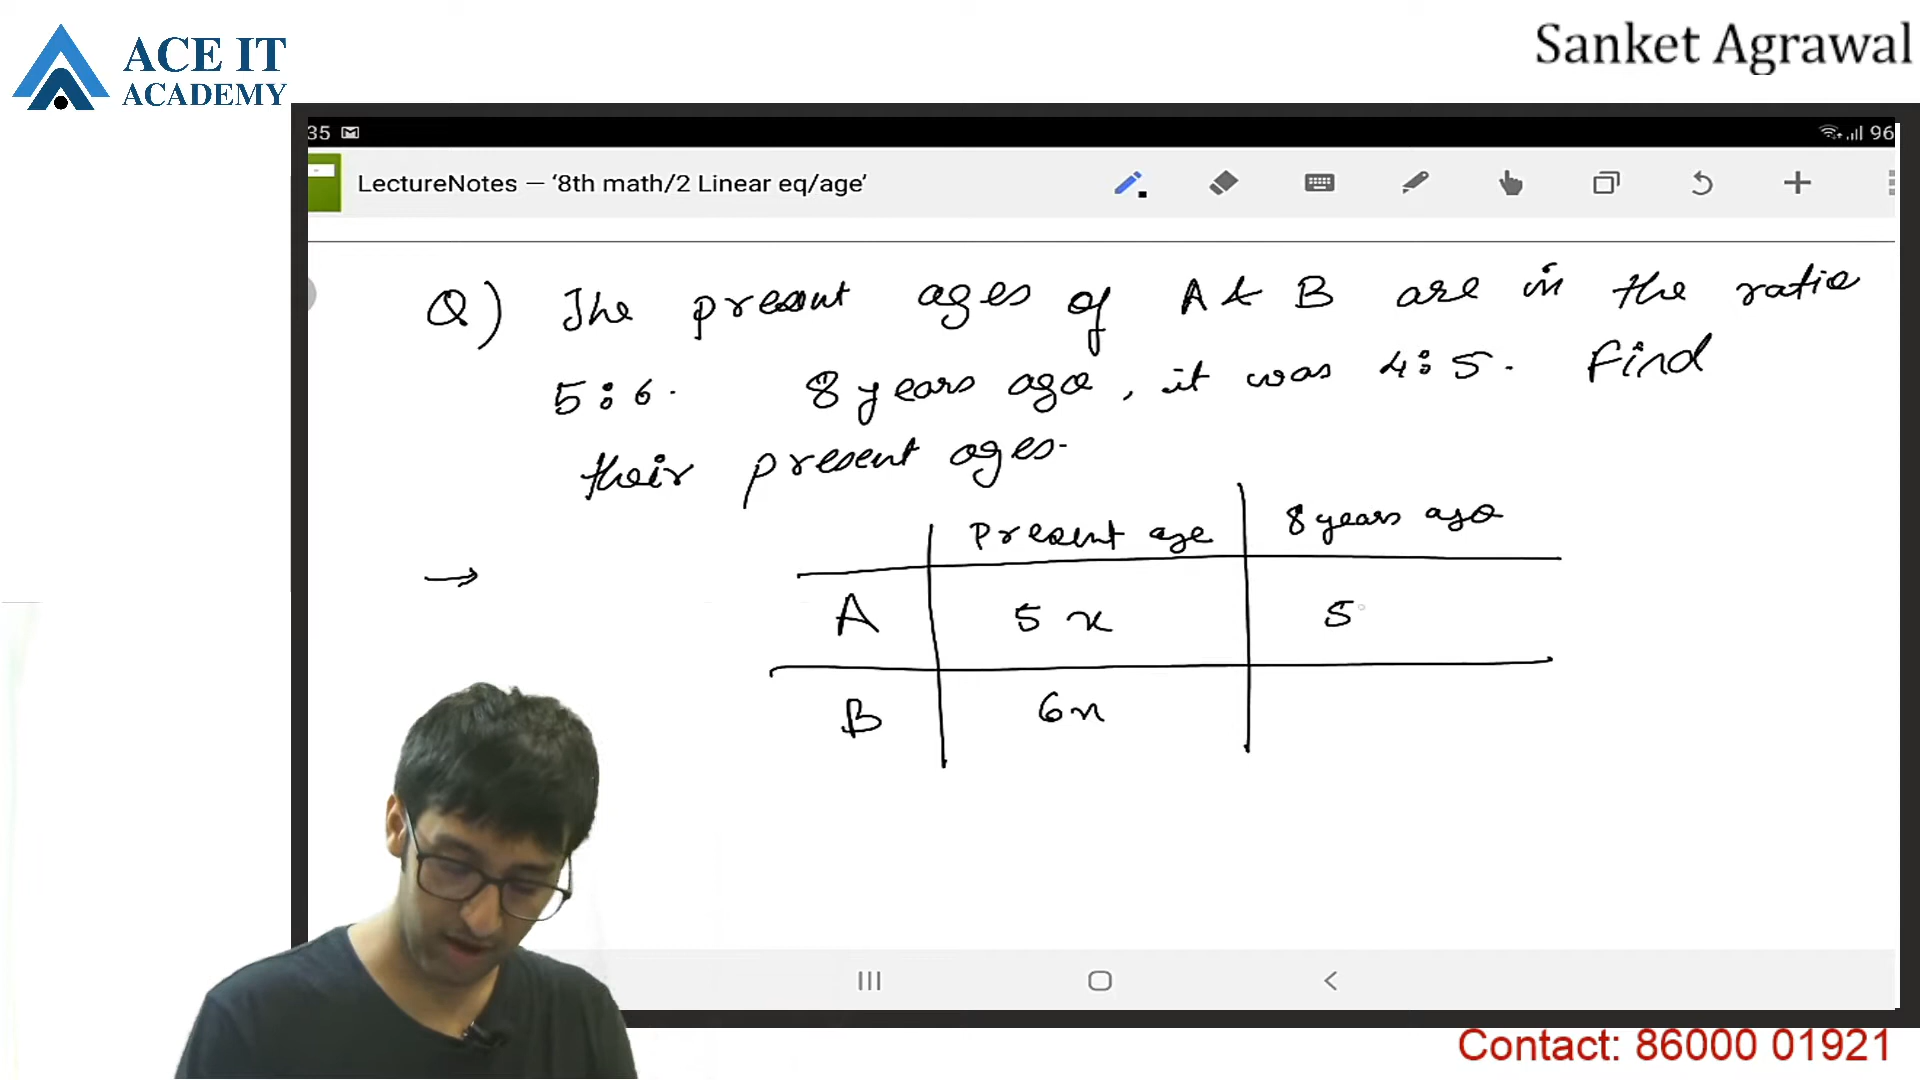 ACE IT
ACADEMY
Sanket Agrawal
35
96
LectureNotes — ‘8th math/2 Linear eq/age’
Q) The present ages of A & B are in the ratio
5:6. 8 years ago, it was 4:5. Find
their present ages.
Present age 8 years ago
→
A 5x 5
B 6x
Contact: 86000 01921